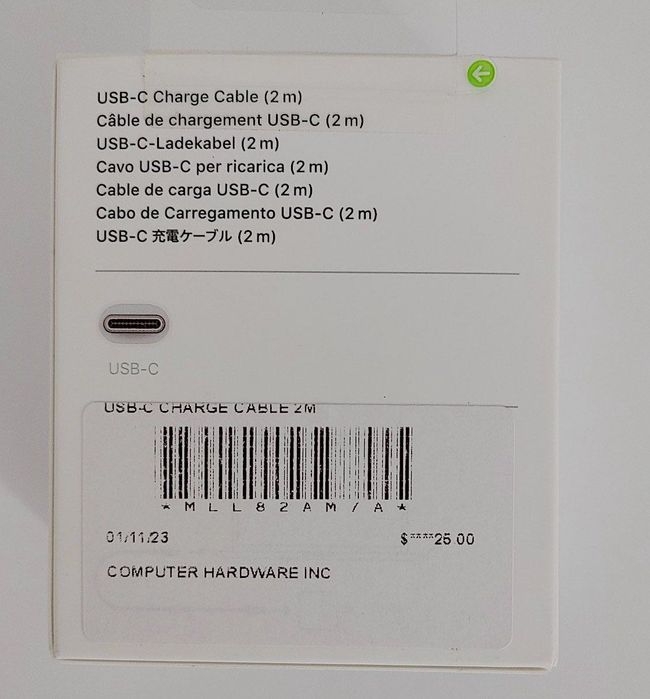 USB-C Charge Cable (2 m)
Câble de chargement USB-C (2 m)
USB-C-Ladekabel (2 m)
Cavo USB-C per ricarica (2 m)
Cable de carga USB-C (2 m)
Cabo de Carregamento USB-C (2 m)
USB-C 充電ケーブル (2 m)
USB-C
USB-C CHARGE CABLE 2M
*MLL82AM/A*
01/11/23
$****25.00
COMPUTER HARDWARE INC